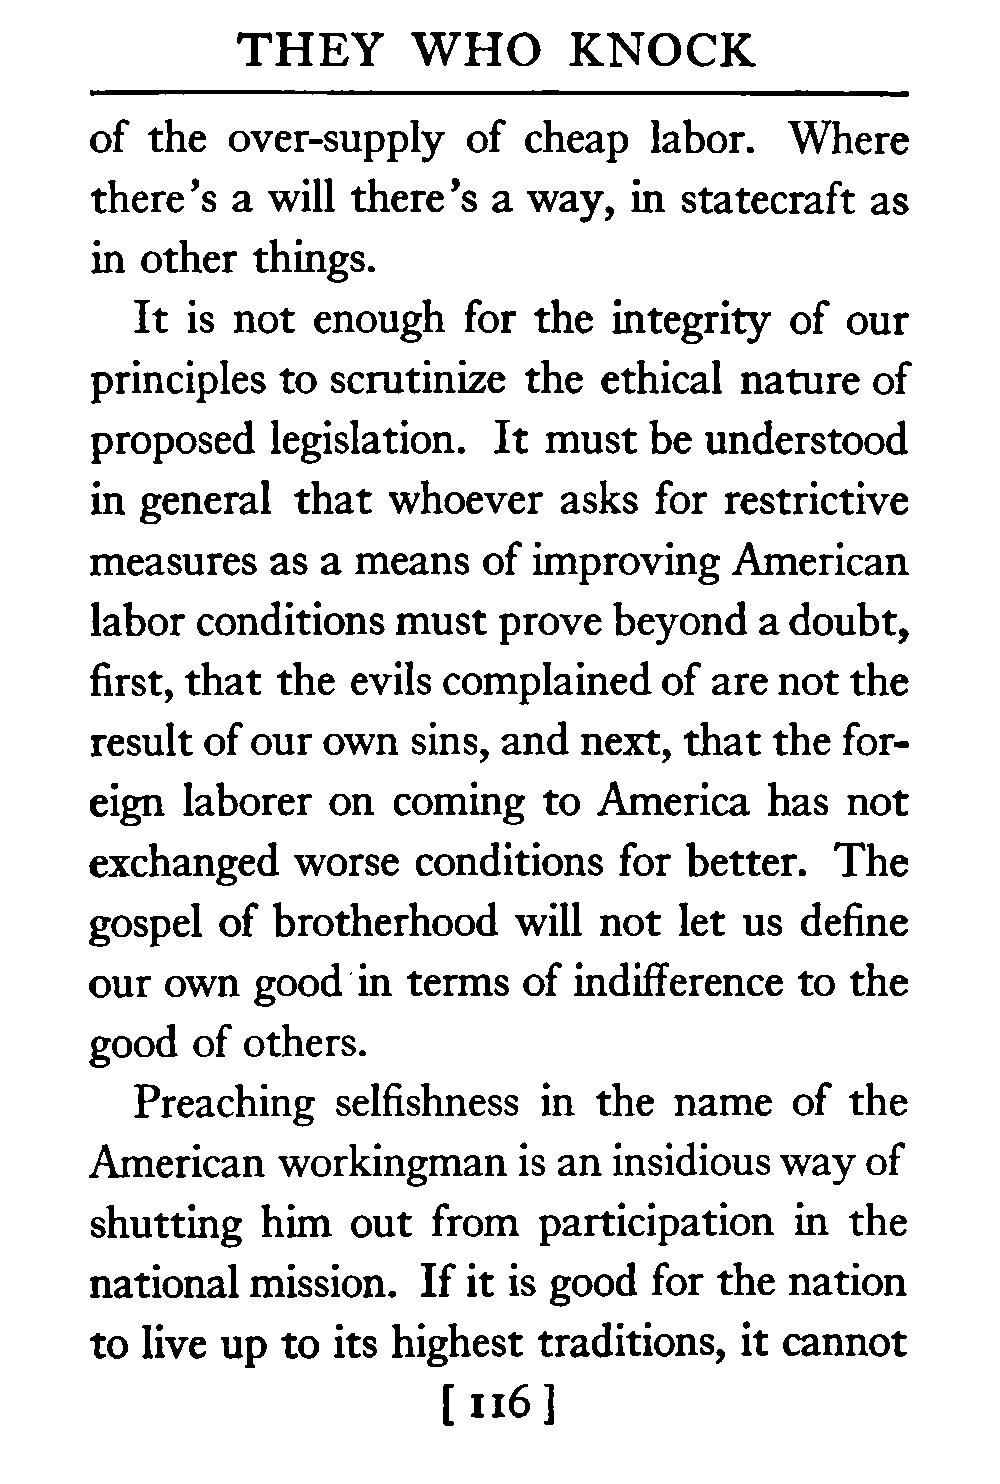 THEY WHO KNOCK
of the over-supply of cheap labor. Where
there's a will there's a way, in statecraft as
in other things.
It is not enough for the integrity of our
principles to scrutinize the ethical nature of
proposed legislation. It must be understood
in general that whoever asks for restrictive
measures as a means of improving American
labor conditions must prove beyond a doubt,
first, that the evils complained of are not the
result of our own sins, and next, that the for-
eign laborer on coming to America has not
exchanged worse conditions for better. The
gospel of brotherhood will not let us define
our own good in terms of indifference to the
good of others.
Preaching selfishness in the name of the
American workingman is an insidious way of
shutting him out from participation in the
national mission. If it is good for the nation
to live up to its highest traditions, it cannot
[ 116 ]